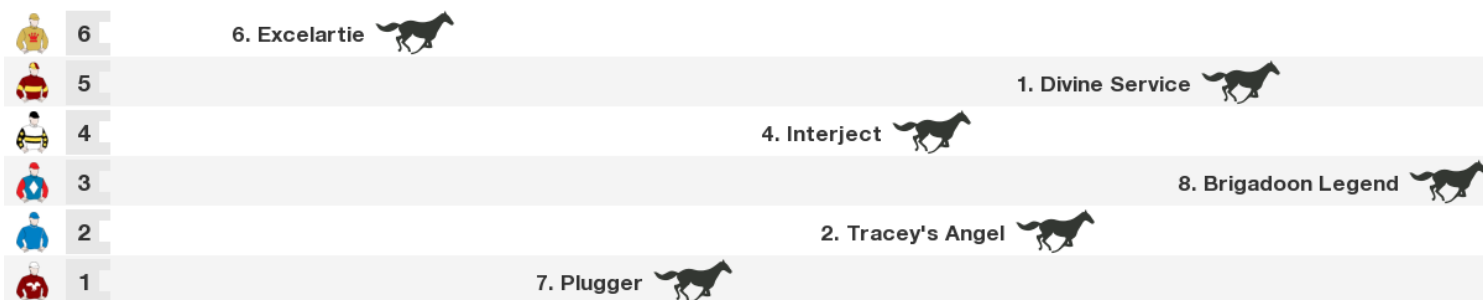 6 6. Excelartie
5 1. Divine Service
4 4. Interject
3 8. Brigadoon Legend
2 2. Tracey's Angel
1 7. Plugger